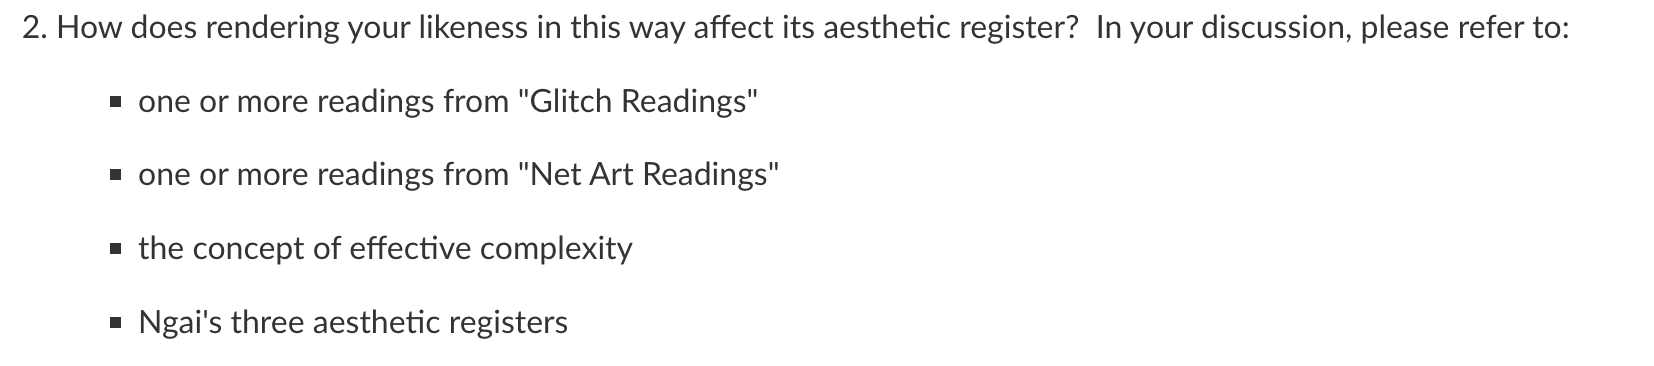 2. How does rendering your likeness in this way affect its aesthetic register?  In your discussion, please refer to:
▪ one or more readings from "Glitch Readings"
▪ one or more readings from "Net Art Readings"
▪ the concept of effective complexity
▪ Ngai's three aesthetic registers